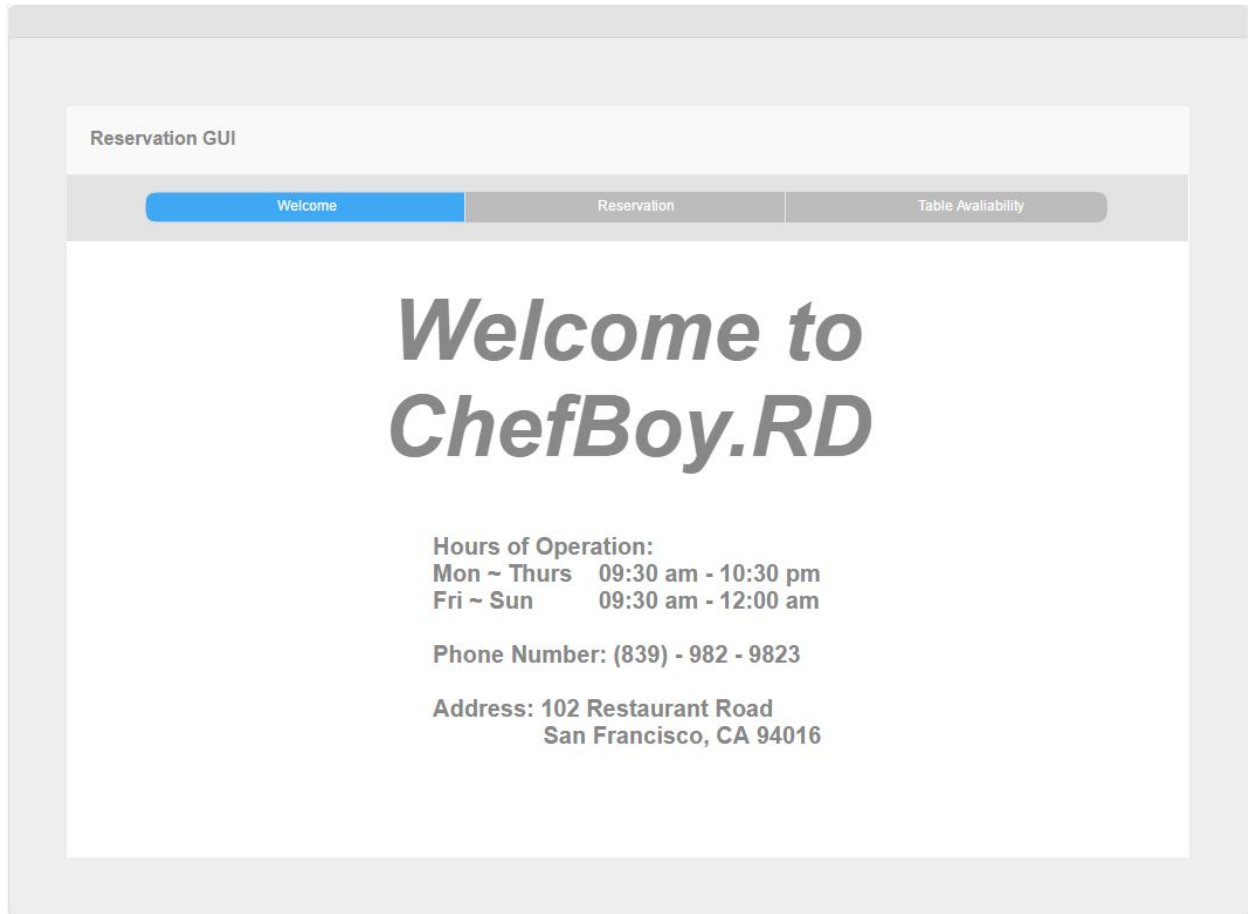 Reservation GUI
Welcome Reservation Table Avaliability
Welcome to
ChefBoy.RD
Hours of Operation:
Mon ~ Thurs 09:30 am - 10:30 pm
Fri ~ Sun 09:30 am - 12:00 am
Phone Number: (839) - 982 - 9823
Address: 102 Restaurant Road
San Francisco, CA 94016